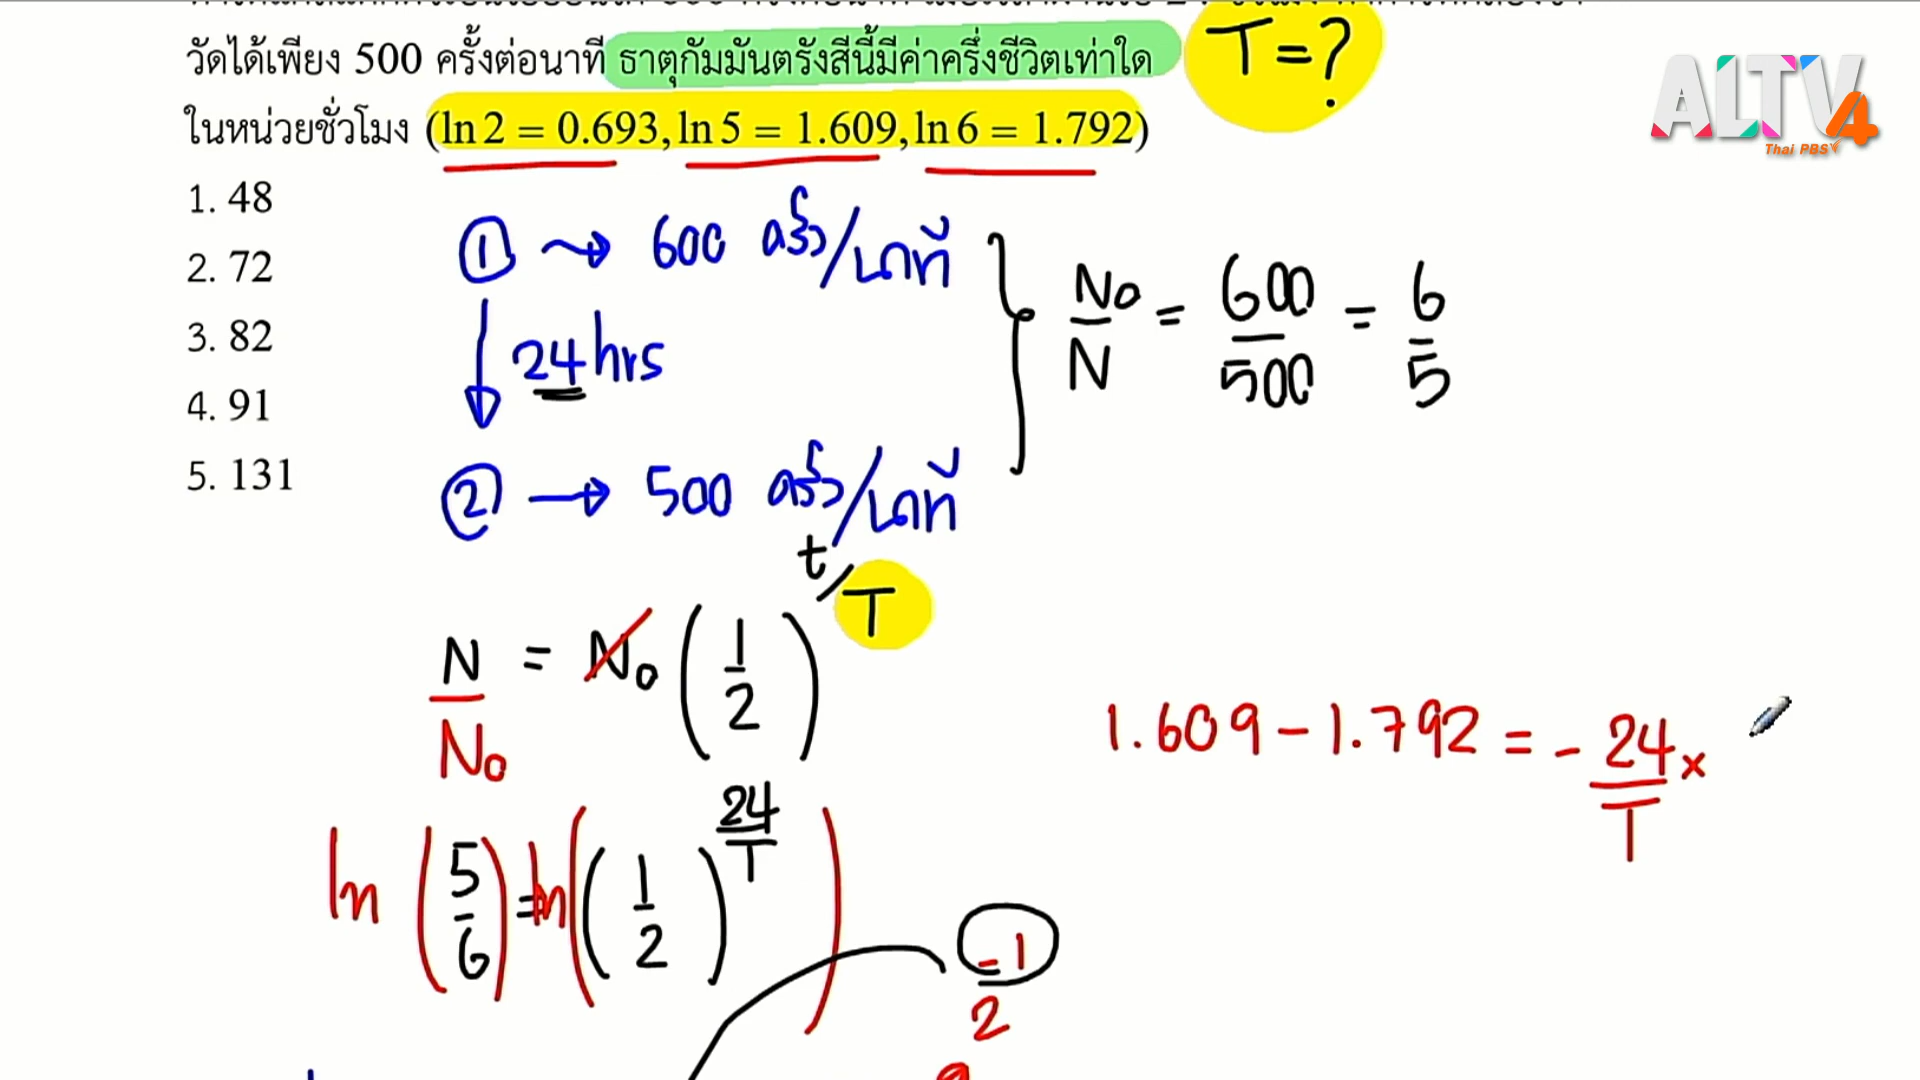 วัดได้เพียง 500 ครั้งต่อนาที ธาตุกัมมันตรังสีนี้มีค่าครึ่งชีวิตเท่าใด T = ?
ในหน่วยชั่วโมง (ln 2 = 0.693, ln 5 = 1.609, ln 6 = 1.792)
ALTV4
Thai PBS
1. 48
2. 72
3. 82
4. 91
5. 131
① → 600 ครั้ง/นาที
24 hrs
② → 500 ครั้ง/นาที
N₀/N = 600/500 = 6/5
N/N₀ = N₀ (1/2)^(t/T)
1.609 - 1.792 = - 24/T ×
ln (5/6) = ln ((1/2)^(24/T))
-1
2